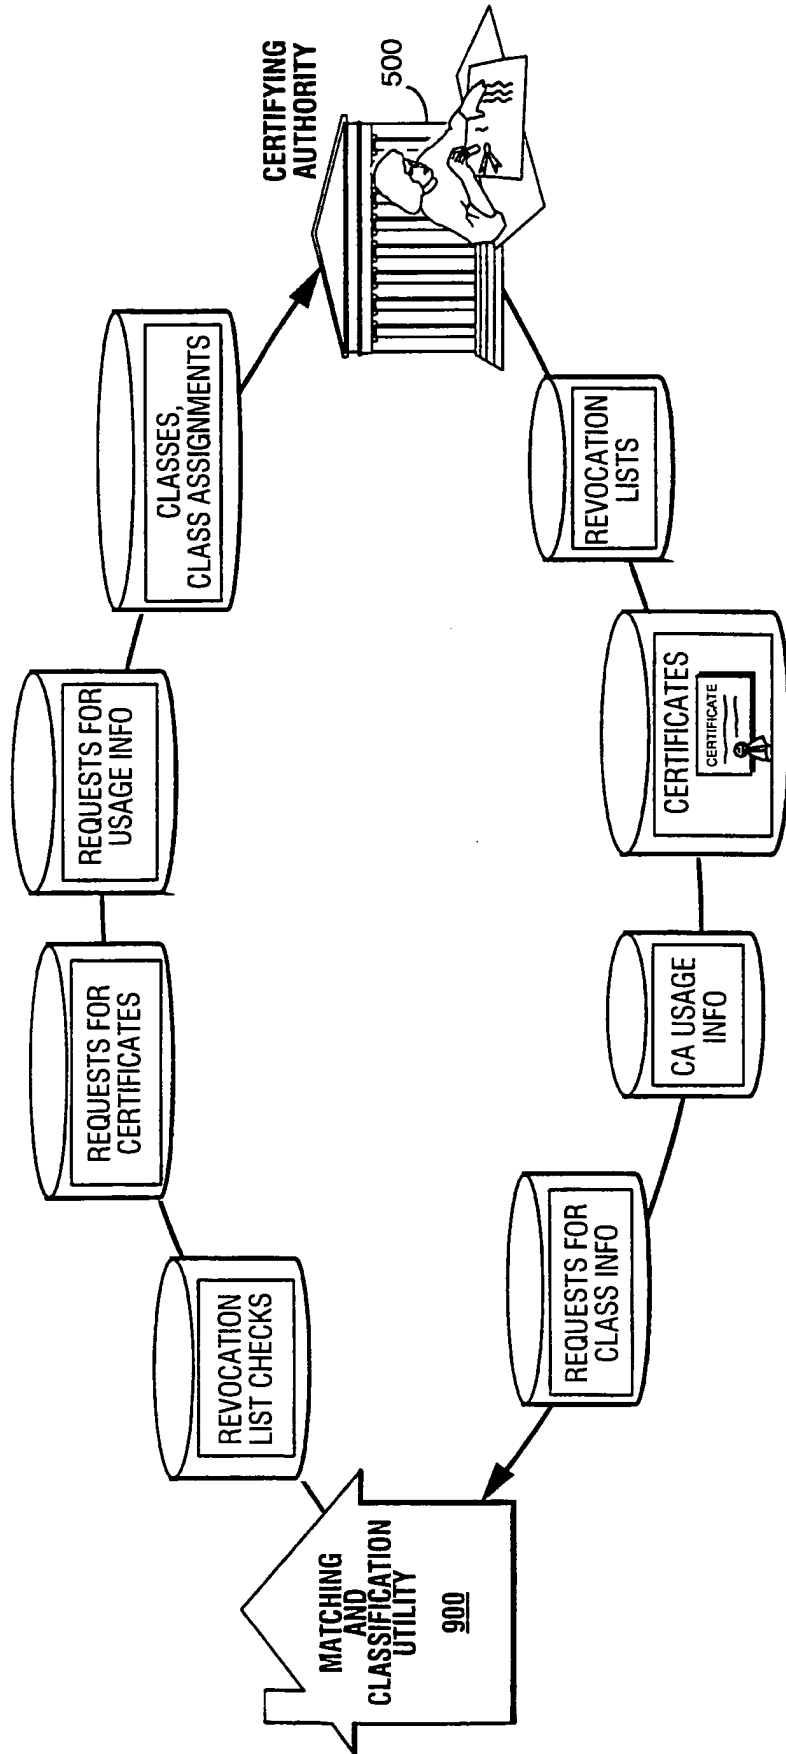 CERTIFYING
AUTHORITY
500
CLASSES,
CLASS ASSIGNMENTS
REQUESTS FOR
USAGE INFO
REQUESTS FOR
CERTIFICATES
REVOCATION
LIST CHECKS
MATCHING
AND
CLASSIFICATION
UTILITY
900
REVOCATION
LISTS
CERTIFICATES
CERTIFICATE
CA USAGE
INFO
REQUESTS FOR
CLASS INFO